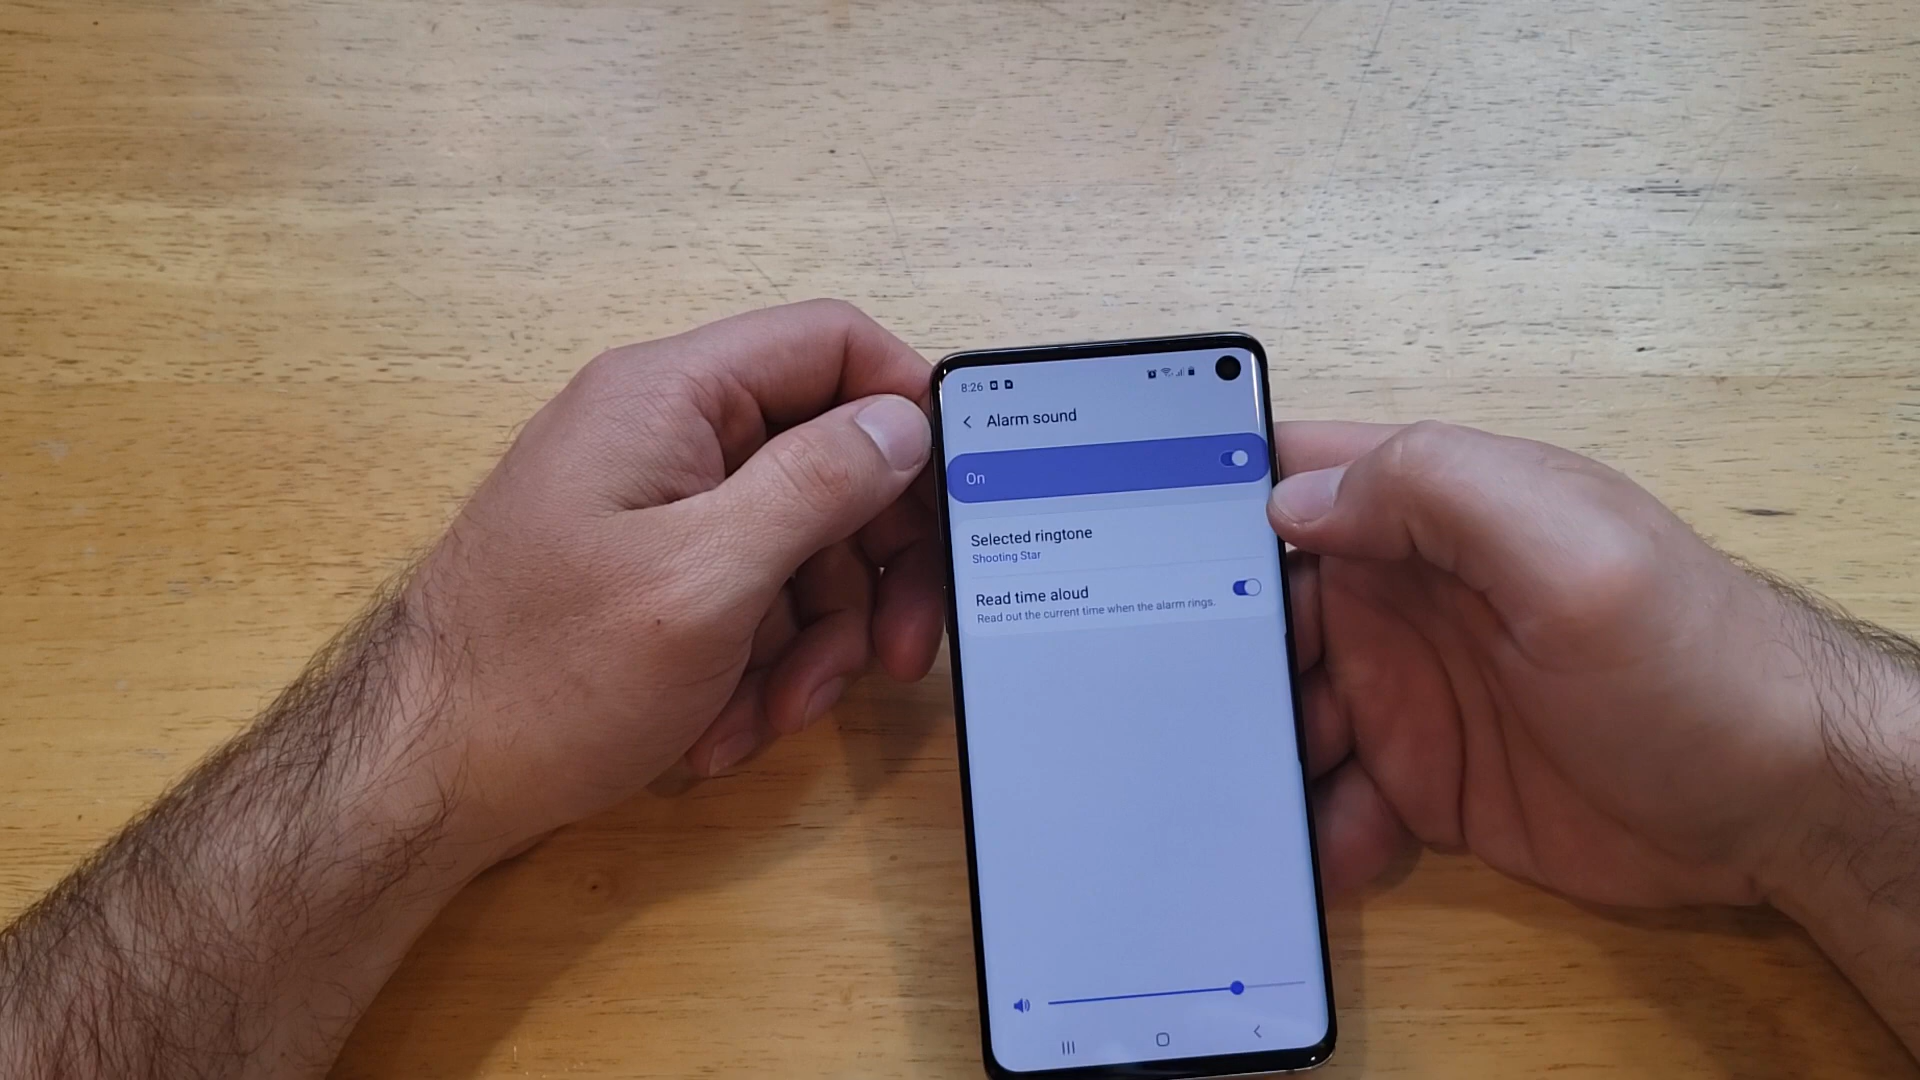 8:26
Alarm sound
On
Selected ringtone
Shooting Star
Read time aloud
Read out the current time when the alarm rings.